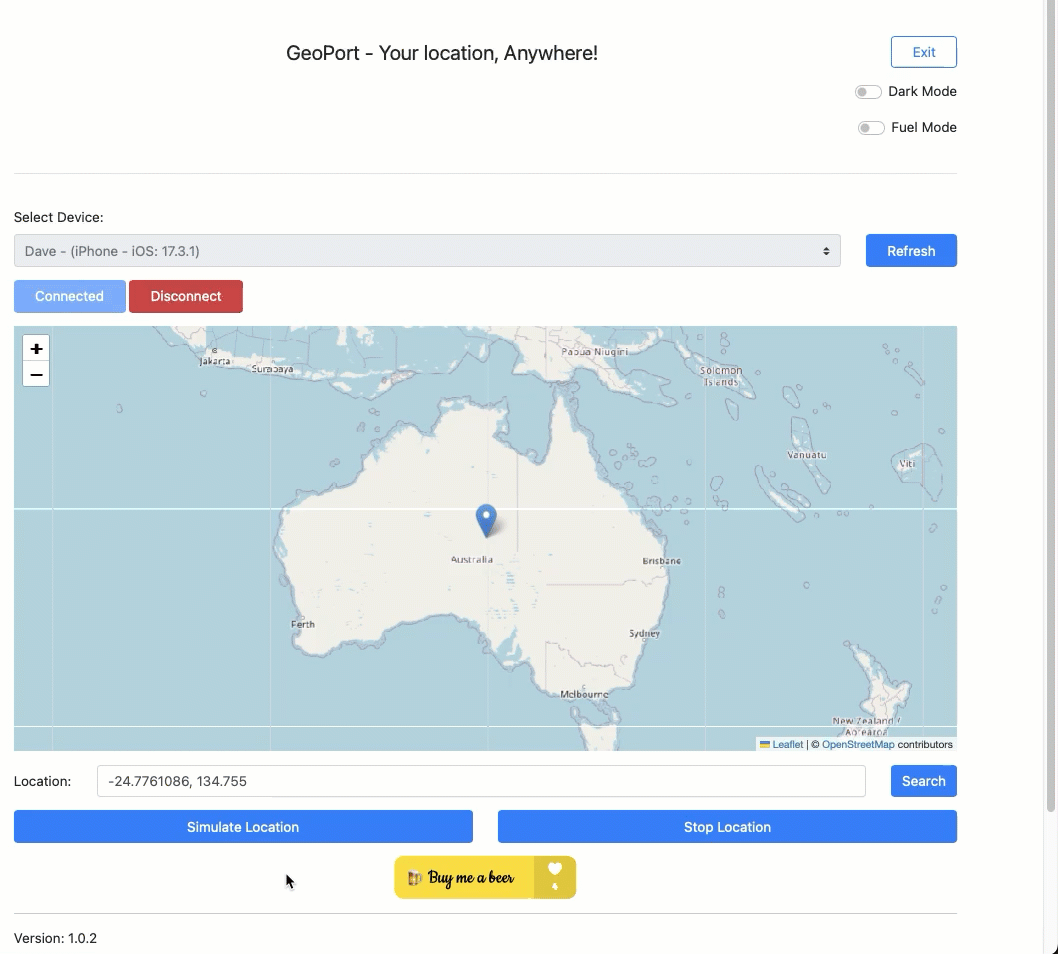 GeoPort - Your location, Anywhere!
Exit
Dark Mode
Fuel Mode
Select Device:
Dave - (iPhone - iOS: 17.3.1)
Refresh
Connected
Disconnect
+
−
Jakarta
Surabaya
Papua Niugini
Solomon
Islands
Vanuatu
Viti
Australia
Brisbane
Perth
Sydney
Melbourne
New Zealand /
Aotearoa
Leaflet | © OpenStreetMap contributors
Location:
-24.7761086, 134.755
Search
Simulate Location
Stop Location
Buy me a beer
4
Version: 1.0.2